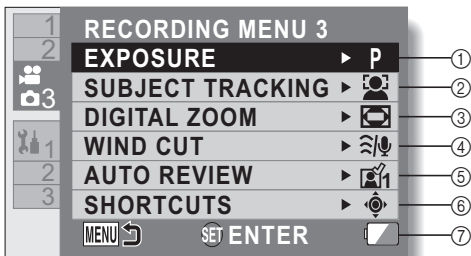 1
2
3
1
2
3
RECORDING MENU 3
EXPOSURE P ①
SUBJECT TRACKING ②
DIGITAL ZOOM ③
WIND CUT ④
AUTO REVIEW 1 ⑤
SHORTCUTS ⑥
MENU SET ENTER ⑦